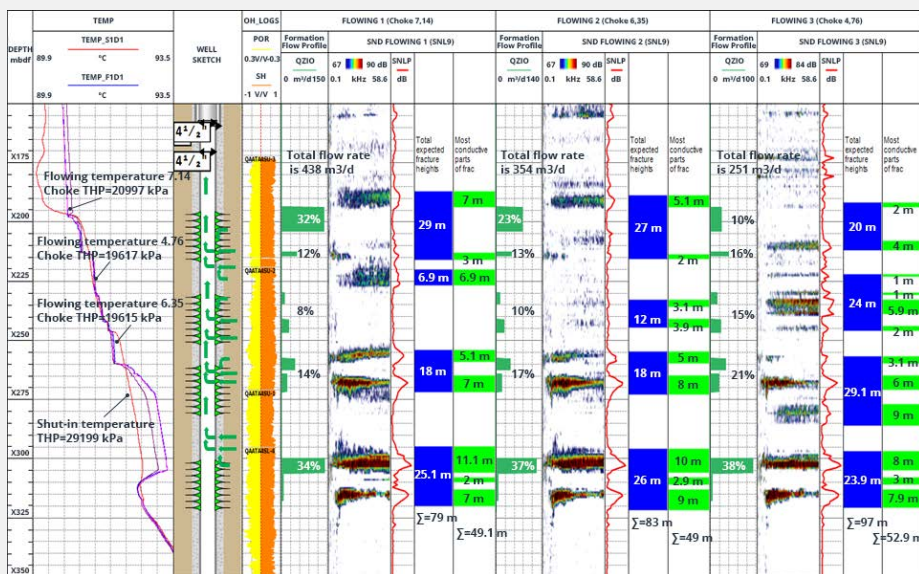 TEMP
OH_LOGS
FLOWING 1 (Choke 7,14)
FLOWING 2 (Choke 6,35)
FLOWING 3 (Choke 4,76)
DEPTH
mbdf
TEMP_S1D1
89.9 °C 93.5
TEMP_F1D1
89.9 °C 93.5
WELL
SKETCH
POR
0.3V/V-0.3
SH
-1 V/V 1
Formation
Flow Profile
QZIO
0 m³/d150
SND FLOWING 1 (SNL9)
67 90 dB
0.1 kHz 58.6
SNLP
dB
Formation
Flow Profile
QZIO
0 m³/d140
SND FLOWING 2 (SNL9)
67 90 dB
0.1 kHz 58.6
SNLP
dB
Formation
Flow Profile
QZIO
0 m³/d100
SND FLOWING 3 (SNL9)
69 84 dB
0.1 kHz 58.6
SNLP
dB
X175
X200
X225
X250
X275
X300
X325
X350
Flowing temperature 7.14
Choke THP=20997 kPa
Flowing temperature 4.76
Choke THP=19617 kPa
Flowing temperature 6.35
Choke THP=19615 kPa
Shut-in temperature
THP=29199 kPa
4 1/2"
4 1/2"
Total flow rate
is 438 m3/d
32%
12%
8%
14%
34%
Total
expected
fracture
heights
29 m
6.9 m
18 m
25.1 m
∑=79 m
Most
conductive
parts
of frac
7 m
3 m
6.9 m
5.1 m
7 m
11.1 m
2 m
7 m
∑=49.1 m
Total flow rate
is 354 m3/d
23%
13%
10%
17%
37%
Total
expected
fracture
heights
27 m
12 m
18 m
26 m
∑=83 m
Most
conductive
parts
of frac
5.1 m
2 m
3.1 m
3.9 m
5 m
8 m
10 m
2.9 m
9 m
∑=49 m
Total flow rate
is 251 m3/d
10%
16%
15%
21%
38%
Total
expected
fracture
heights
20 m
24 m
29.1 m
23.9 m
∑=97 m
Most
conductive
parts
of frac
2 m
4 m
1 m
1 m
5.9 m
2 m
3.1 m
6 m
9 m
8 m
3 m
7.9 m
∑=52.9 m